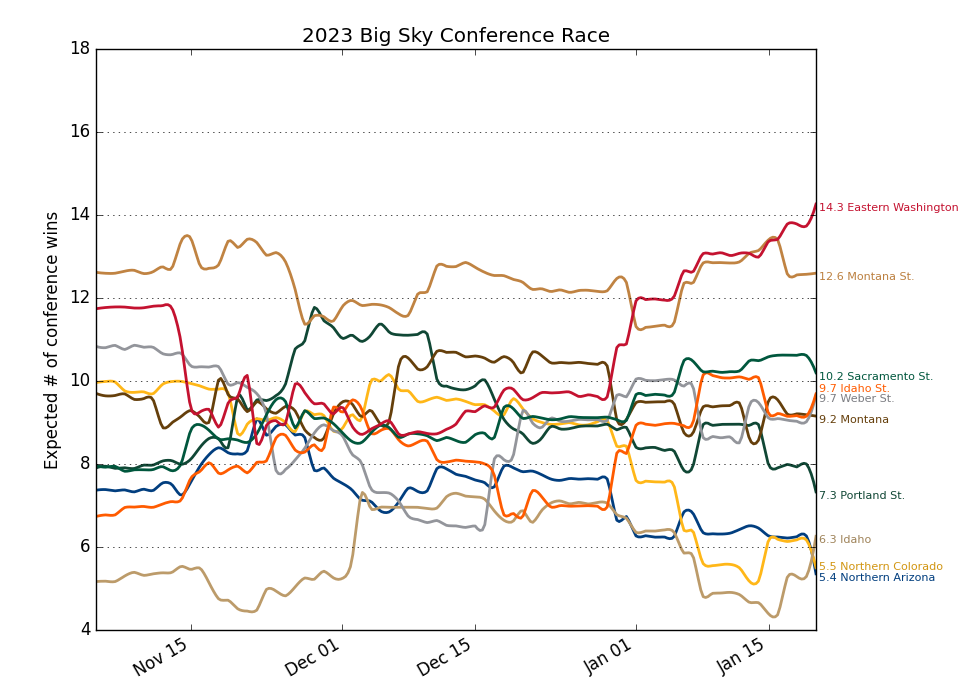 2023 Big Sky Conference Race
18
16
14
12
10
8
6
4
Expected # of conference wins
14.3 Eastern Washington
12.6 Montana St.
10.2 Sacramento St.
9.7 Idaho St.
9.7 Weber St.
9.2 Montana
7.3 Portland St.
6.3 Idaho
5.5 Northern Colorado
5.4 Northern Arizona
Nov 15
Dec 01
Dec 15
Jan 01
Jan 15